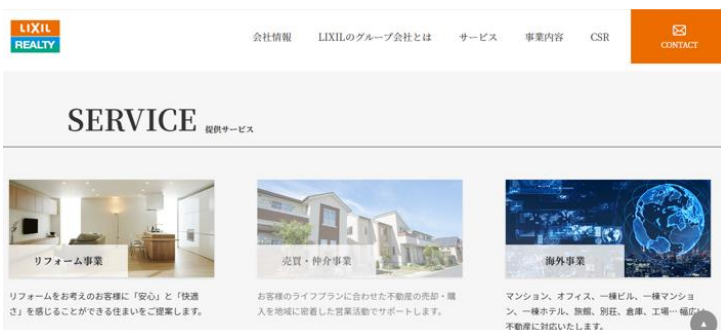 LIXIL
REALTY
会社情報 LIXILのグループ会社とは サービス 事業内容 CSR CONTACT
SERVICE 提供サービス
リフォーム事業 売買・仲介事業 海外事業
リフォームをお考えのお客様に「安心」と「快適
さ」を感じることができる住まいをご提案します。
お客様のライフプランに合わせた不動産の売却・購
入を地域に密着した営業活動でサポートします。
マンション、オフィス、一棟ビル、一棟マンショ
ン、一棟ホテル、旅館、別荘、倉庫、工場…幅広い
不動産に対応いたします。